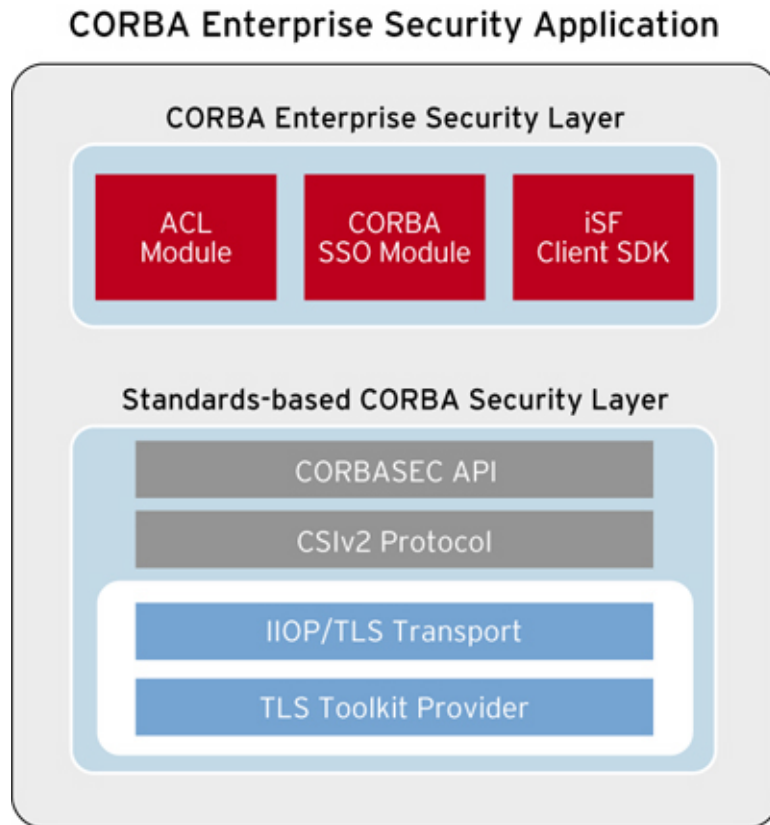 CORBA Enterprise Security Application
CORBA Enterprise Security Layer
ACL
Module
CORBA
SSO Module
iSF
Client SDK
Standards-based CORBA Security Layer
CORBASEC API
CSIv2 Protocol
IIOP/TLS Transport
TLS Toolkit Provider